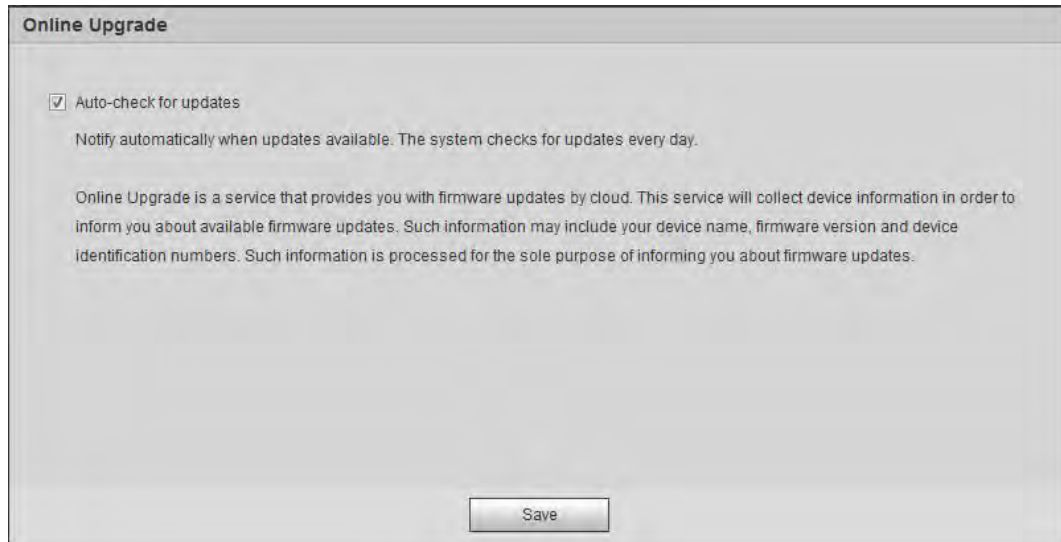 Online Upgrade
Auto-check for updates
Notify automatically when updates available. The system checks for updates every day.
Online Upgrade is a service that provides you with firmware updates by cloud. This service will collect device information in order to
inform you about available firmware updates. Such information may include your device name, firmware version and device
identification numbers. Such information is processed for the sole purpose of informing you about firmware updates.
Save